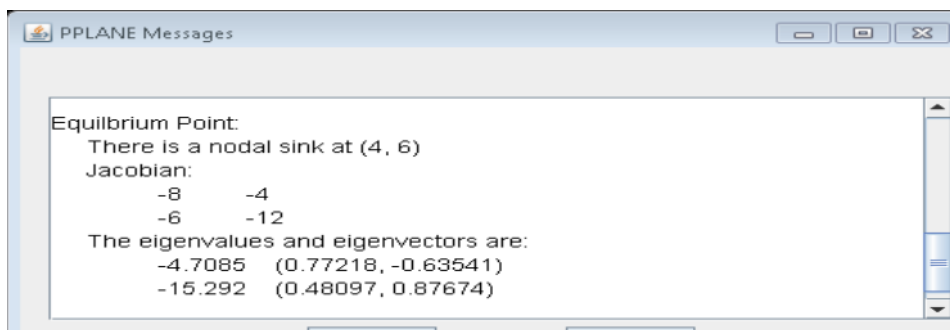 PPLANE Messages
Equilbrium Point:
There is a nodal sink at (4, 6)
Jacobian:
-8 -4
-6 -12
The eigenvalues and eigenvectors are:
-4.7085 (0.77218, -0.63541)
-15.292 (0.48097, 0.87674)